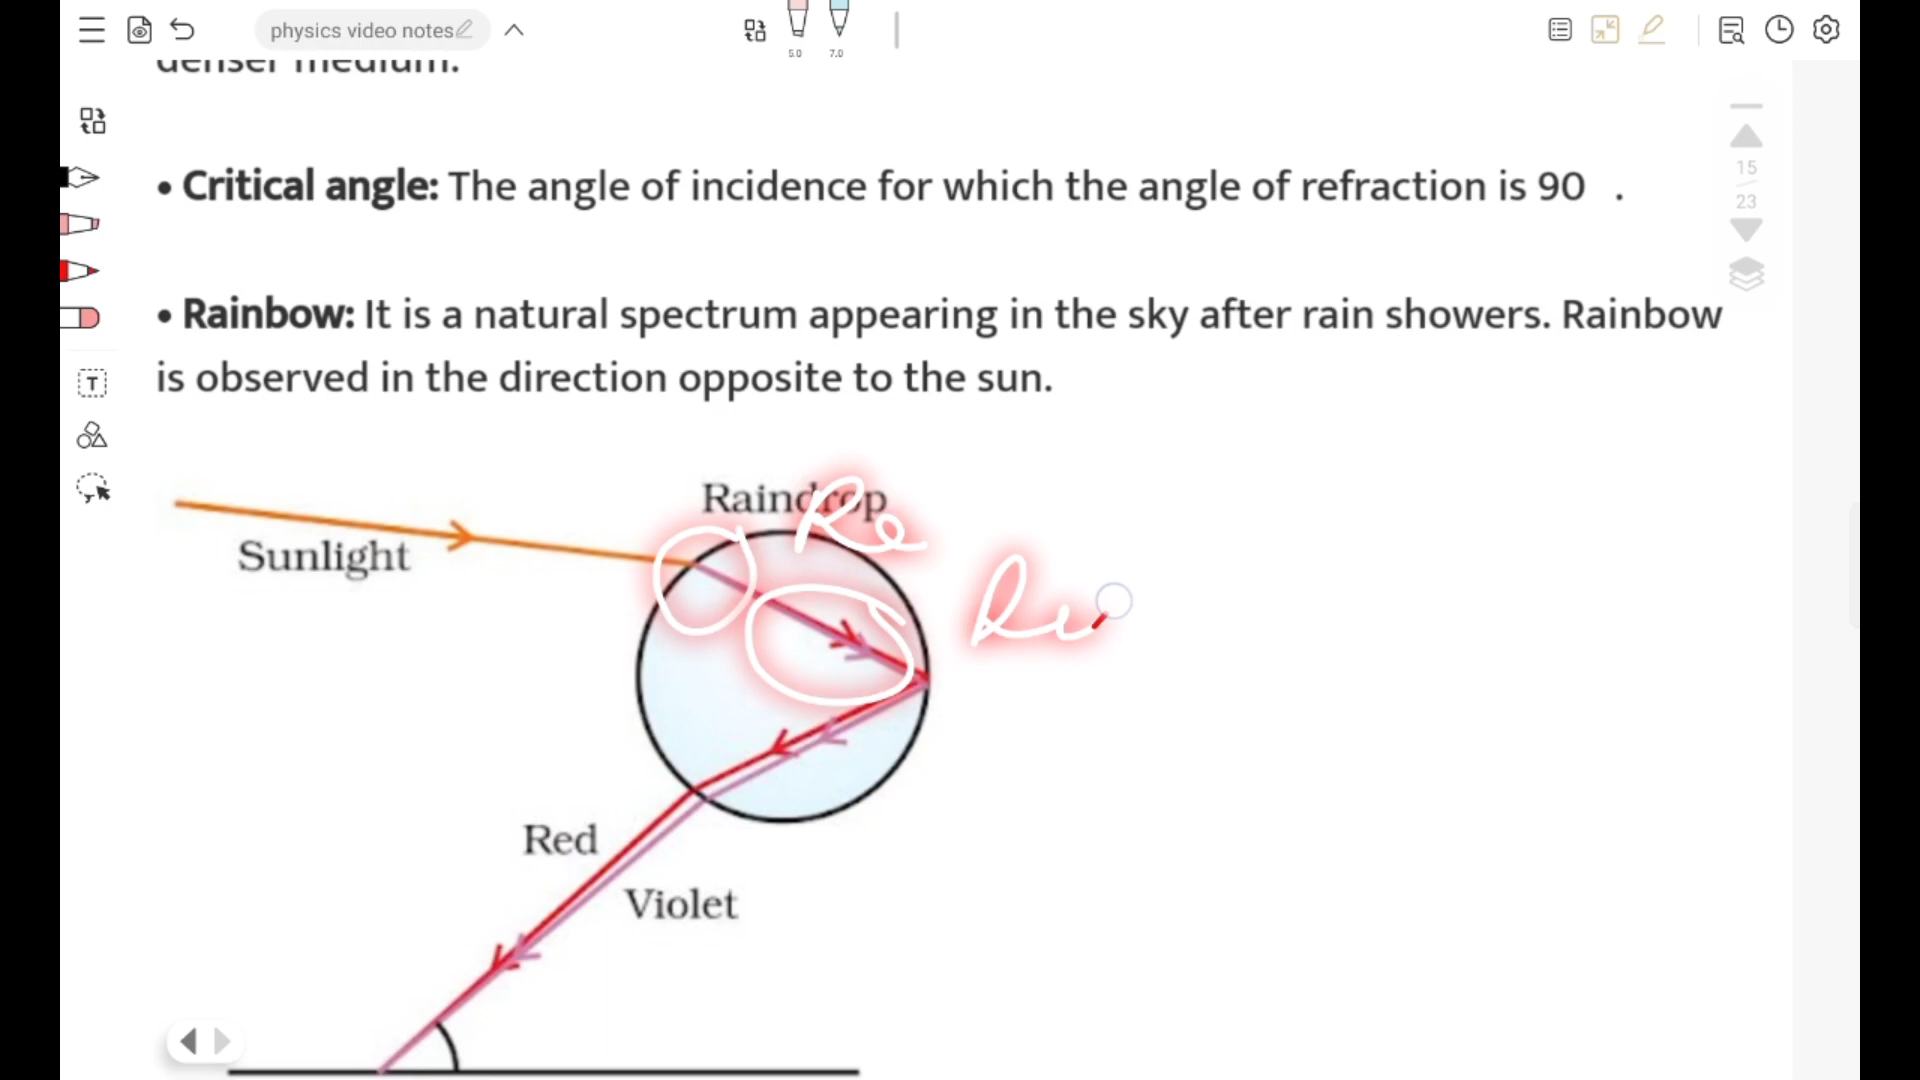 physics video notes
5.0 7.0
denser medium.
• Critical angle: The angle of incidence for which the angle of refraction is 90 .
15
23
• Rainbow: It is a natural spectrum appearing in the sky after rain showers. Rainbow
is observed in the direction opposite to the sun.
Raindrop
Re
Sunlight
Red
Violet